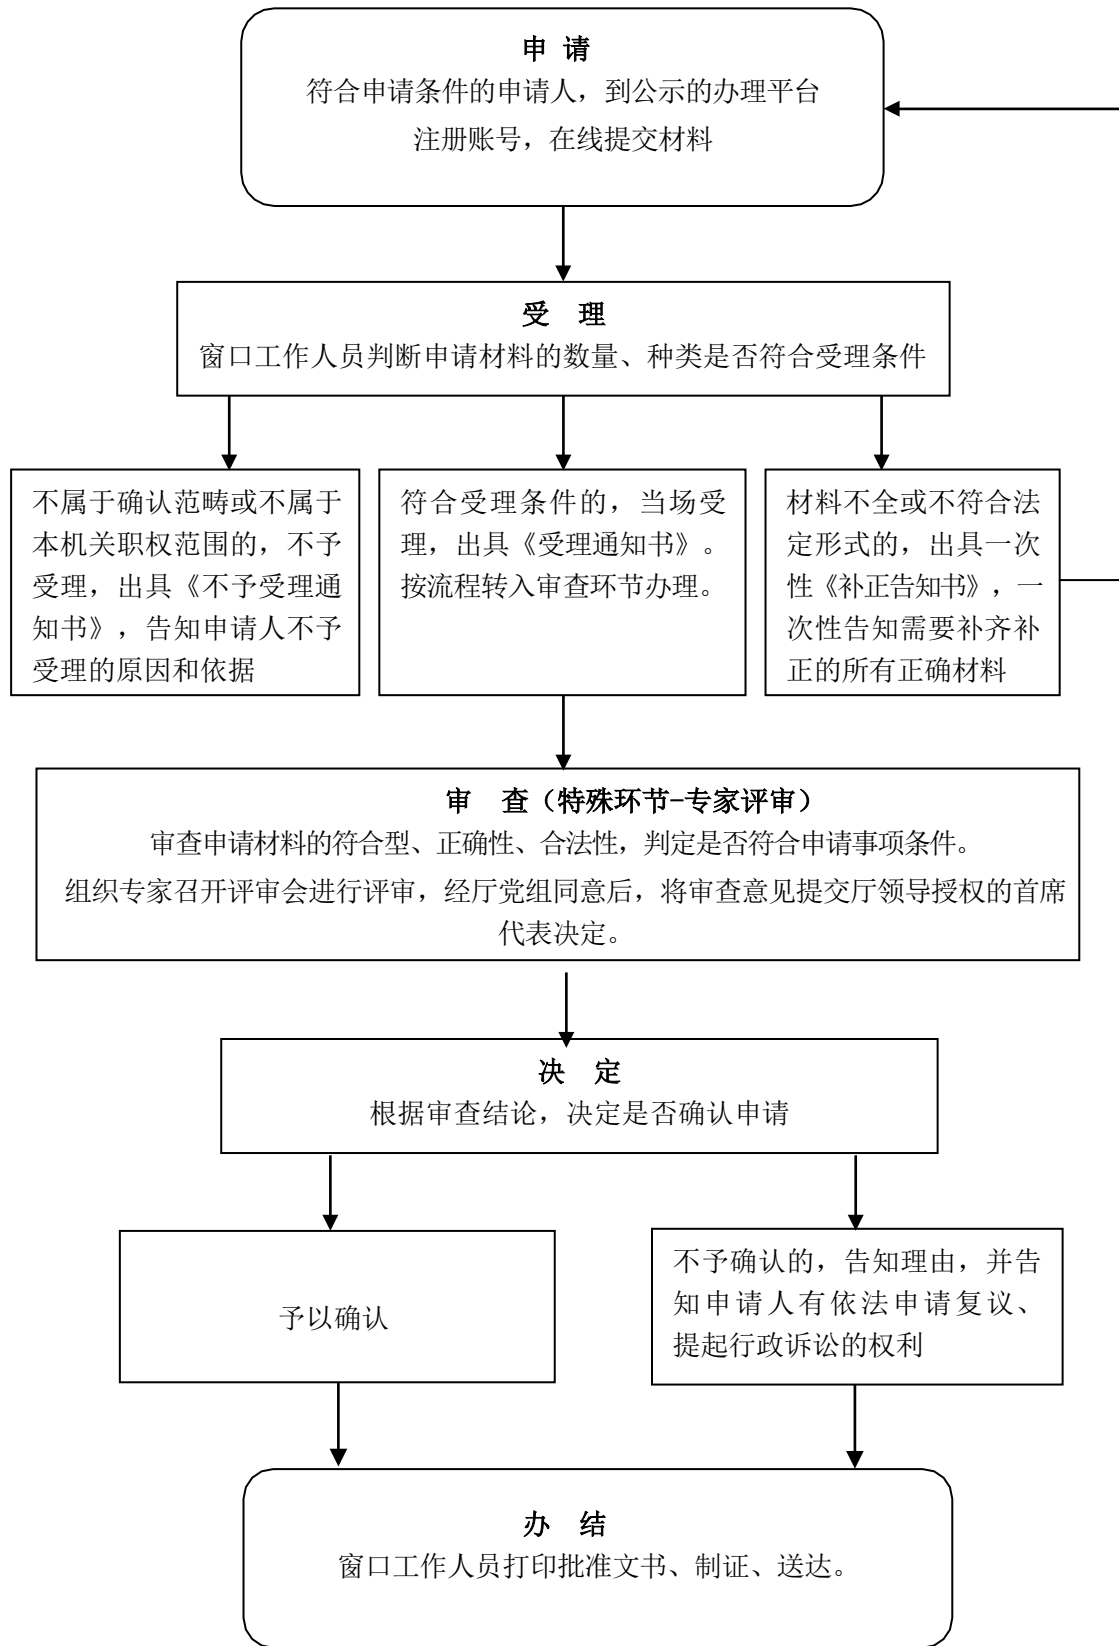 申 请
符合申请条件的申请人，到公示的办理平台
注册账号，在线提交材料
受 理
窗口工作人员判断申请材料的数量、种类是否符合受理条件
不属于确认范畴或不属于
本机关职权范围的，不予
受理，出具《不予受理通
知书》，告知申请人不予
受理的原因和依据
符合受理条件的，当场受
理，出具《受理通知书》。
按流程转入审查环节办理。
材料不全或不符合法
定形式的，出具一次
性《补正告知书》，一
次性告知需要补齐补
正的所有正确材料
审 查（特殊环节-专家评审）
审查申请材料的符合型、正确性、合法性，判定是否符合申请事项条件。
组织专家召开评审会进行评审，经厅党组同意后，将审查意见提交厅领导授权的首席
代表决定。
决 定
根据审查结论，决定是否确认申请
予以确认
不予确认的，告知理由，并告
知申请人有依法申请复议、
提起行政诉讼的权利
办 结
窗口工作人员打印批准文书、制证、送达。